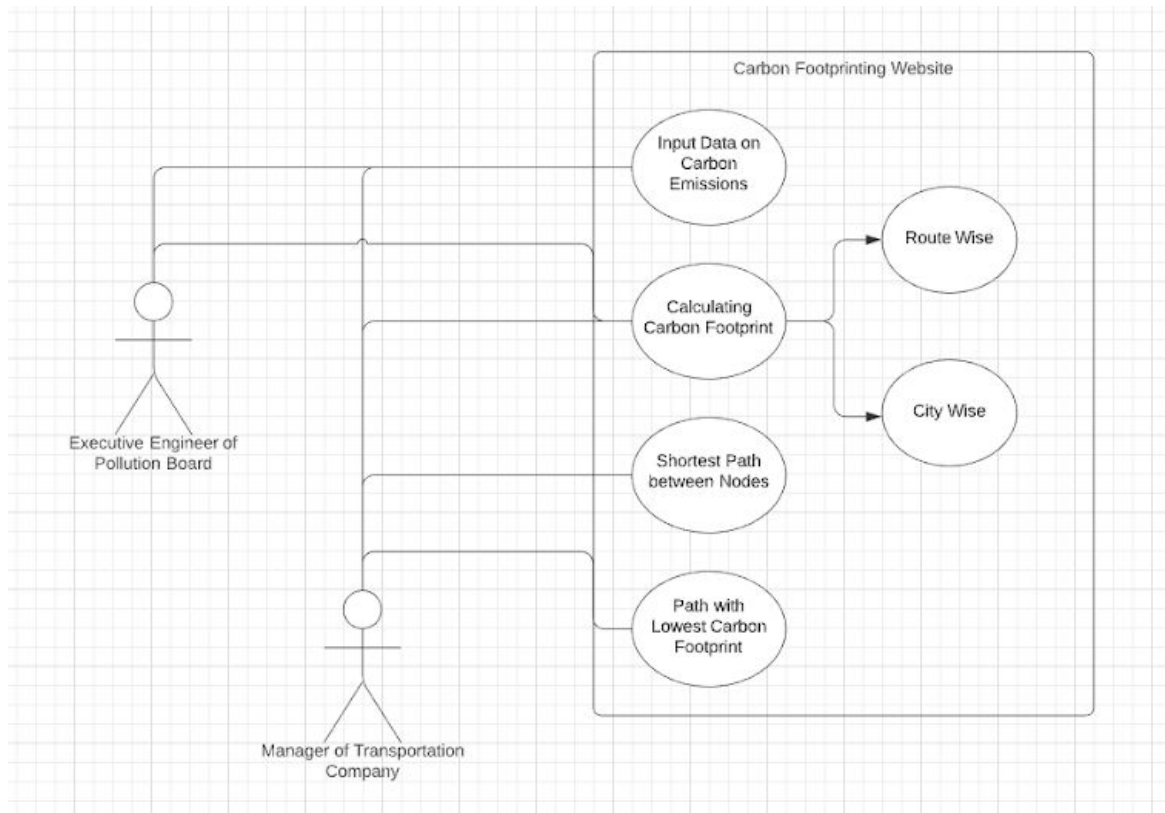 Carbon Footprinting Website
Input Data on
Carbon
Emissions
Route Wise
Calculating
Carbon Footprint
City Wise
Executive Engineer of
Pollution Board
Shortest Path
between Nodes
Path with
Lowest Carbon
Footprint
Manager of Transportation
Company